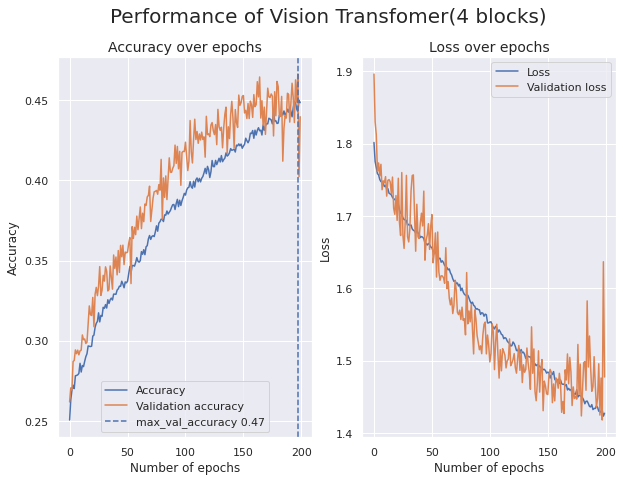 Performance of Vision Transfomer(4 blocks)
Accuracy over epochs
Accuracy
0.45
0.40
0.35
0.30
0.25
Accuracy
Validation accuracy
max_val_accuracy 0.47
0
50
100
150
200
Number of epochs
Loss over epochs
Loss
1.9
1.8
1.7
1.6
1.5
1.4
Loss
Validation loss
0
50
100
150
200
Number of epochs